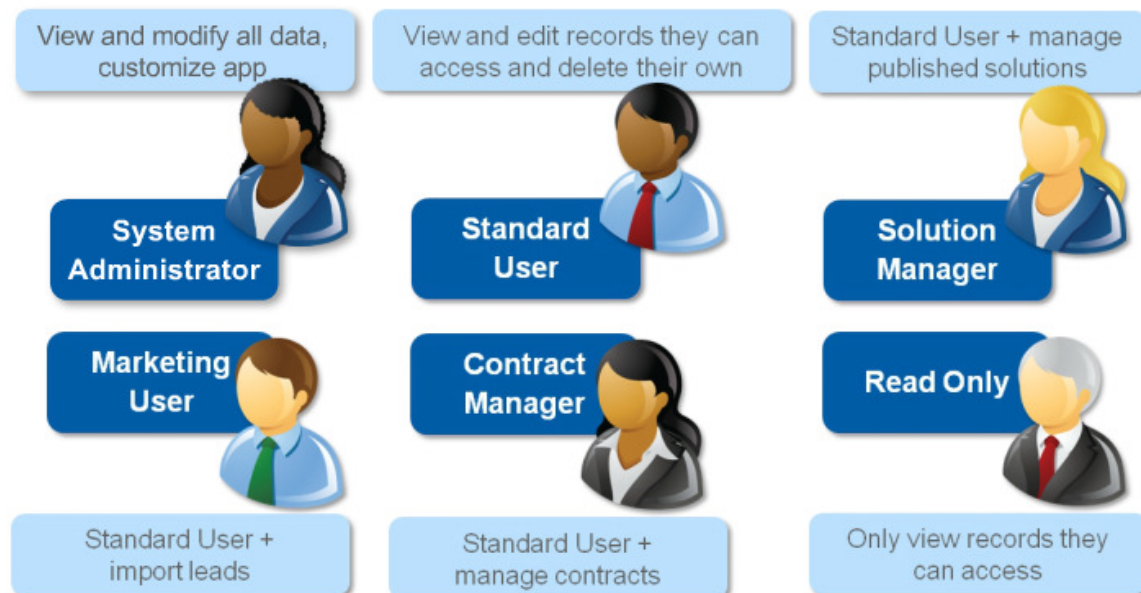 View and modify all data,
customize app
View and edit records they can
access and delete their own
Standard User + manage
published solutions
System
Administrator
Standard
User
Solution
Manager
Marketing
User
Contract
Manager
Read Only
Standard User +
import leads
Standard User +
manage contracts
Only view records they
can access